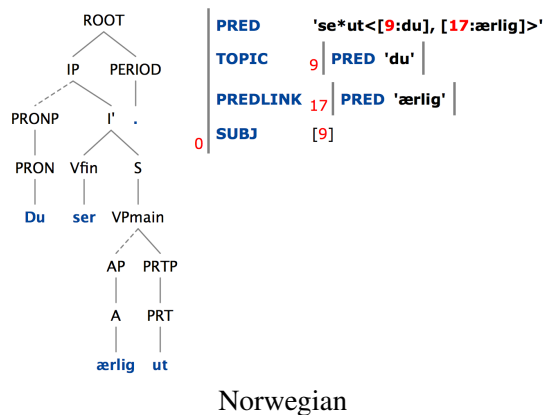 ROOT
IP PERIOD
PRONP I' .
PRON Vfin S
Du ser VPmain
AP PRTP
A PRT
ærlig ut
PRED 'se*ut<[9:du], [17:ærlig]>'
TOPIC 9 PRED 'du'
PREDLINK 17 PRED 'ærlig'
0 SUBJ [9]
Norwegian